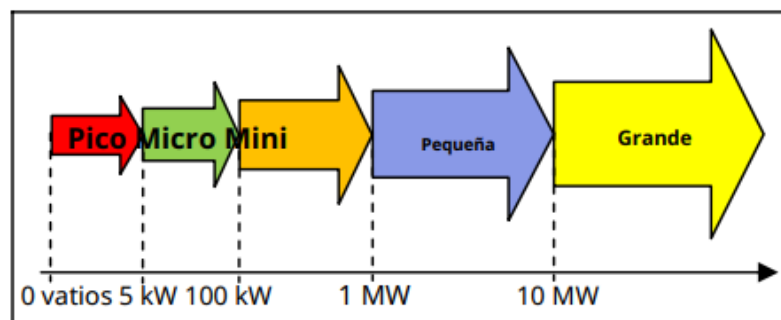 Pico Micro Mini
Pequeña
Grande
0 vatios 5 kW 100 kW
1 MW
10 MW